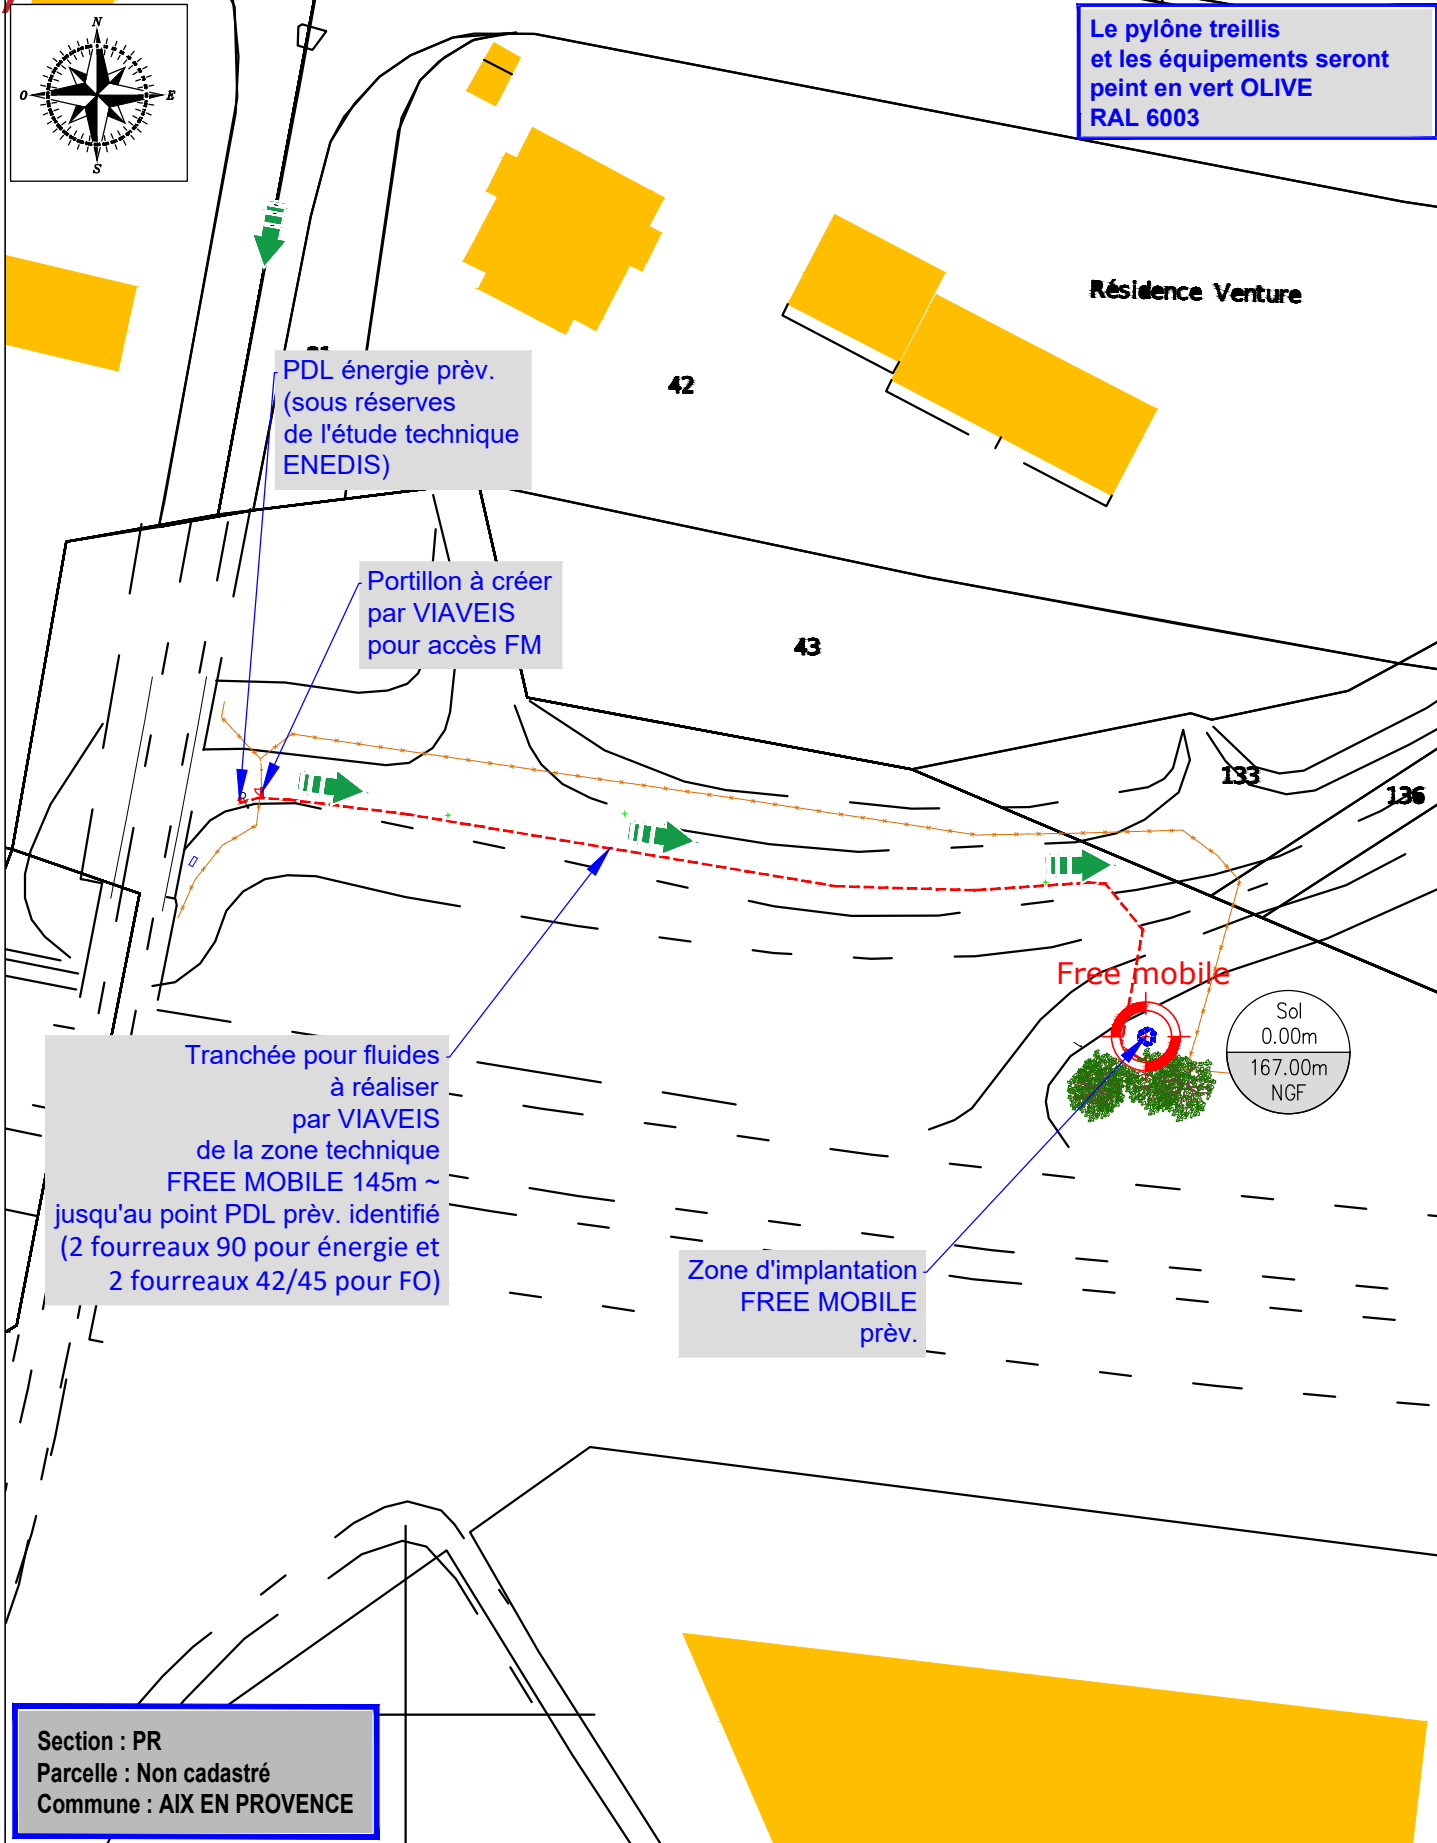 N
O
E
S
Le pylône treillis
et les équipements seront
peint en vert OLIVE
RAL 6003
Résidence Venture
PDL énergie prèv.
(sous réserves
de l'étude technique
ENEDIS)
42
Portillon à créer
par VIAVEIS
pour accès FM
43
133
136
Free mobile
Sol
0.00m
167.00m
NGF
Tranchée pour fluides
à réaliser
par VIAVEIS
de la zone technique
FREE MOBILE 145m ~
jusqu'au point PDL prèv. identifié
(2 fourreaux 90 pour énergie et
2 fourreaux 42/45 pour FO)
Zone d'implantation
FREE MOBILE
prèv.
Section : PR
Parcelle : Non cadastré
Commune : AIX EN PROVENCE